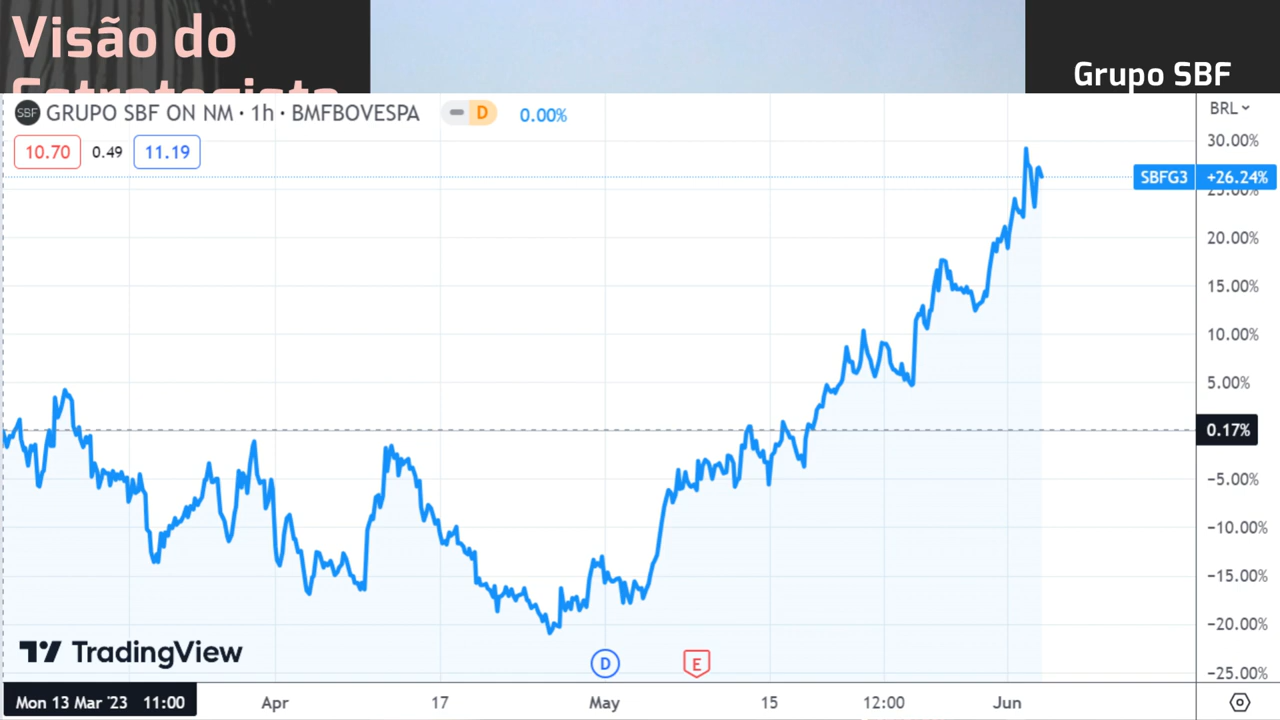 Visão do
Estrategista
Grupo SBF
SBF GRUPO SBF ON NM · 1h · BMFBOVESPA D 0.00%
BRL
10.70 0.49 11.19
30.00%
SBFG3 +26.24%
25.00%
20.00%
15.00%
10.00%
5.00%
0.17%
−5.00%
−10.00%
−15.00%
−20.00%
−25.00%
D E
TradingView
Mon 13 Mar '23 11:00 Apr 17 May 15 12:00 Jun